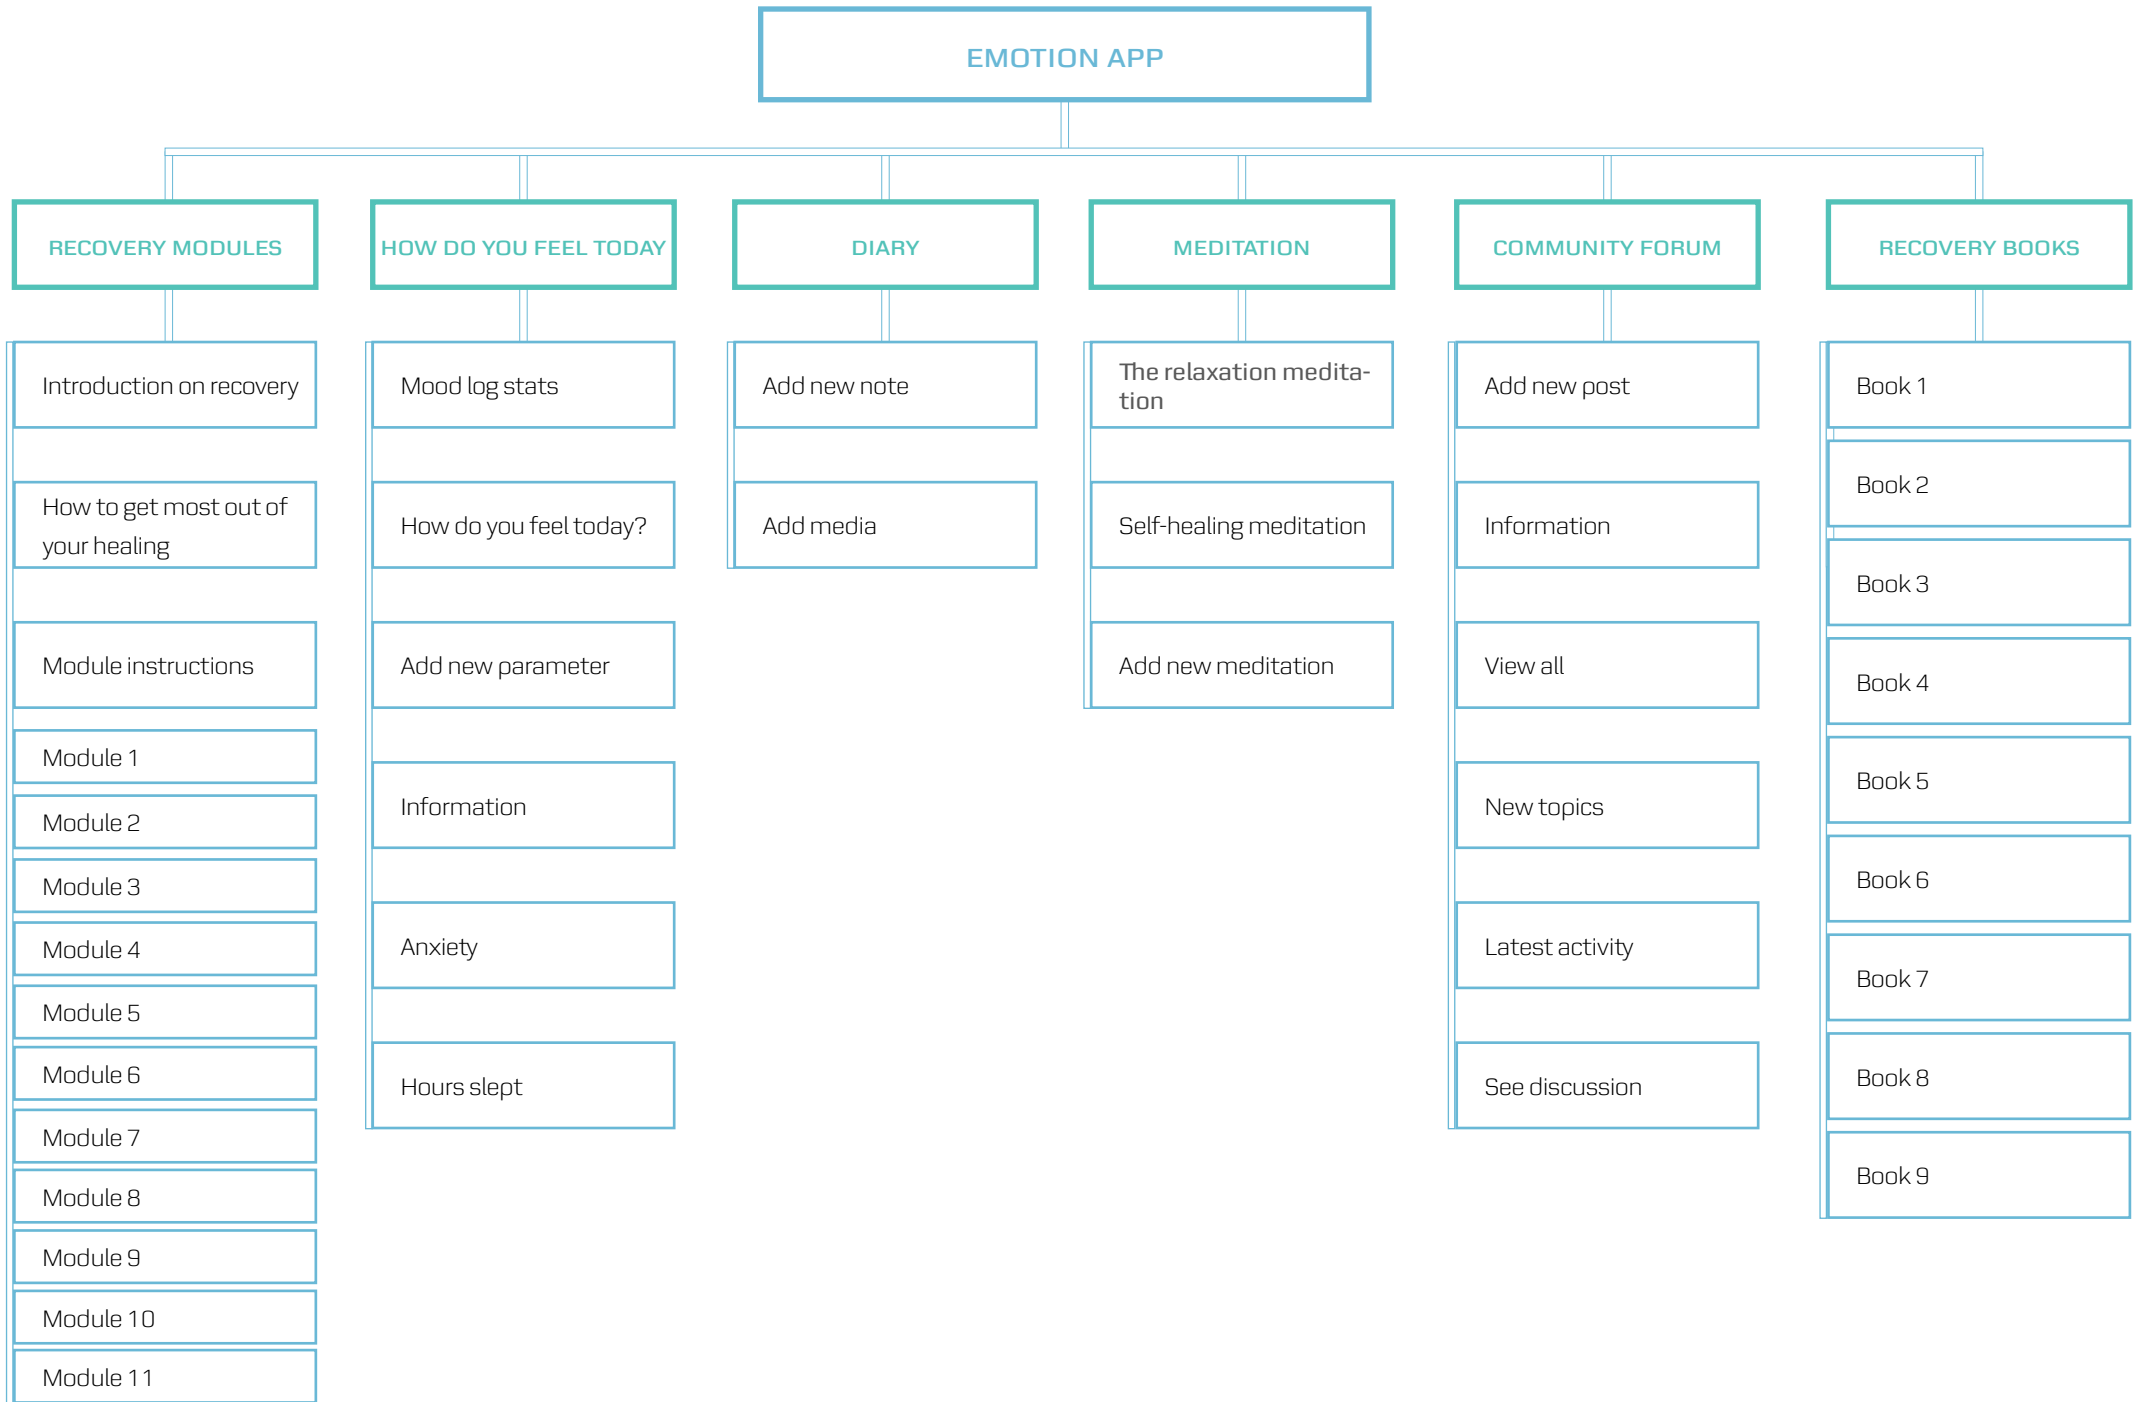 EMOTION APP
RECOVERY MODULES
Introduction on recovery
How to get most out of
your healing
Module instructions
Module 1
Module 2
Module 3
Module 4
Module 5
Module 6
Module 7
Module 8
Module 9
Module 10
Module 11
HOW DO YOU FEEL TODAY
Mood log stats
How do you feel today?
Add new parameter
Information
Anxiety
Hours slept
DIARY
Add new note
Add media
MEDITATION
The relaxation medita-
tion
Self-healing meditation
Add new meditation
COMMUNITY FORUM
Add new post
Information
View all
New topics
Latest activity
See discussion
RECOVERY BOOKS
Book 1
Book 2
Book 3
Book 4
Book 5
Book 6
Book 7
Book 8
Book 9